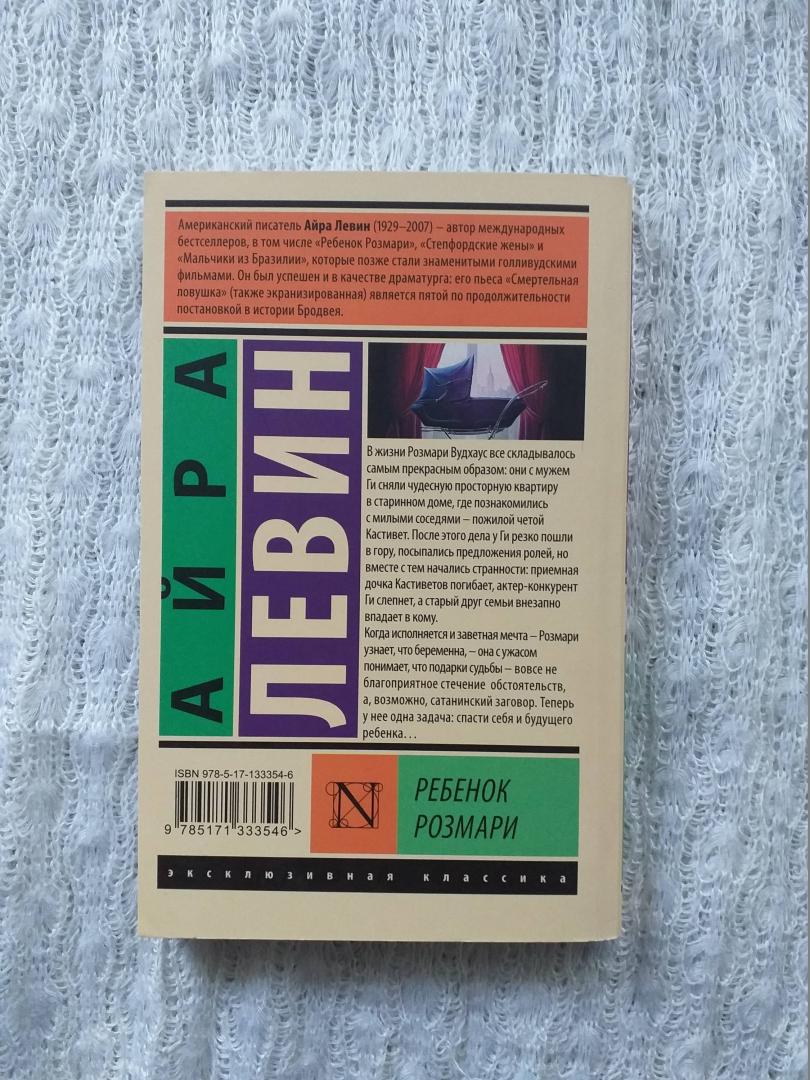 Американский писатель Айра Левин (1929–2007) – автор международных
бестселлеров, в том числе «Ребенок Розмари», «Степфордские жены» и
«Мальчики из Бразилии», которые позже стали знаменитыми голливудскими
фильмами. Он был успешен и в качестве драматурга: его пьеса «Смертельная
ловушка» (также экранизированная) является пятой по продолжительности
постановкой в истории Бродвея.
АЙРА
ЛЕВИН
В жизни Розмари Вудхаус все складывалось
самым прекрасным образом: они с мужем
Ги сняли чудесную просторную квартиру
в старинном доме, где познакомились
с милыми соседями – пожилой четой
Кастивет. После этого дела у Ги резко пошли
в гору, посыпались предложения ролей, но
вместе с тем начались странности: приемная
дочка Кастиветов погибает, актер-конкурент
Ги слепнет, а старый друг семьи внезапно
впадает в кому.
Когда исполняется и заветная мечта – Розмари
узнает, что беременна, – она с ужасом
понимает, что подарки судьбы – вовсе не
благоприятное стечение обстоятельств,
а, возможно, сатанинский заговор. Теперь
у нее одна задача: спасти себя и будущего
ребенка...
ISBN 978-5-17-133354-6
9 785171 333546 >
N
РЕБЕНОК
РОЗМАРИ
эксклюзивная классика